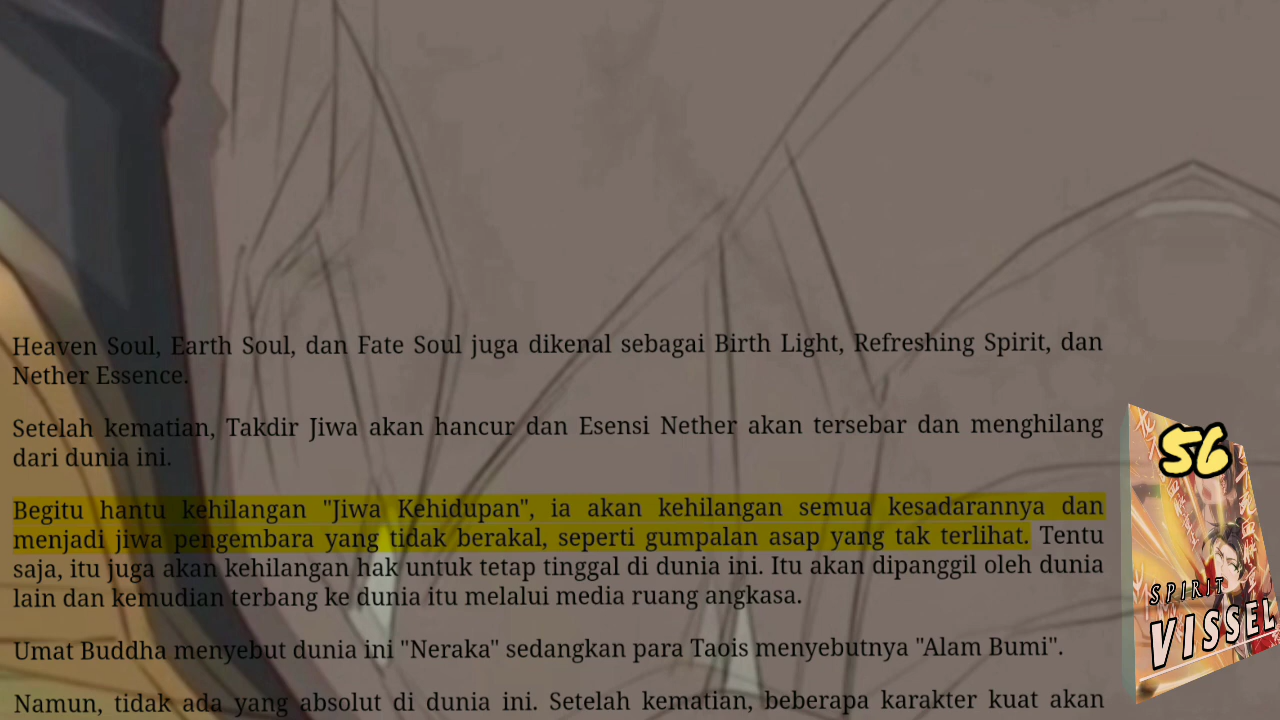 Heaven Soul, Earth Soul, dan Fate Soul juga dikenal sebagai Birth Light, Refreshing Spirit, dan
Nether Essence.
Setelah kematian, Takdir Jiwa akan hancur dan Esensi Nether akan tersebar dan menghilang
dari dunia ini.
Begitu hantu kehilangan "Jiwa Kehidupan", ia akan kehilangan semua kesadarannya dan
menjadi jiwa pengembara yang tidak berakal, seperti gumpalan asap yang tak terlihat. Tentu
saja, itu juga akan kehilangan hak untuk tetap tinggal di dunia ini. Itu akan dipanggil oleh dunia
lain dan kemudian terbang ke dunia itu melalui media ruang angkasa.
Umat Buddha menyebut dunia ini "Neraka" sedangkan para Taois menyebutnya "Alam Bumi".
Namun, tidak ada yang absolut di dunia ini. Setelah kematian, beberapa karakter kuat akan
56
SPIRIT
VISSEL